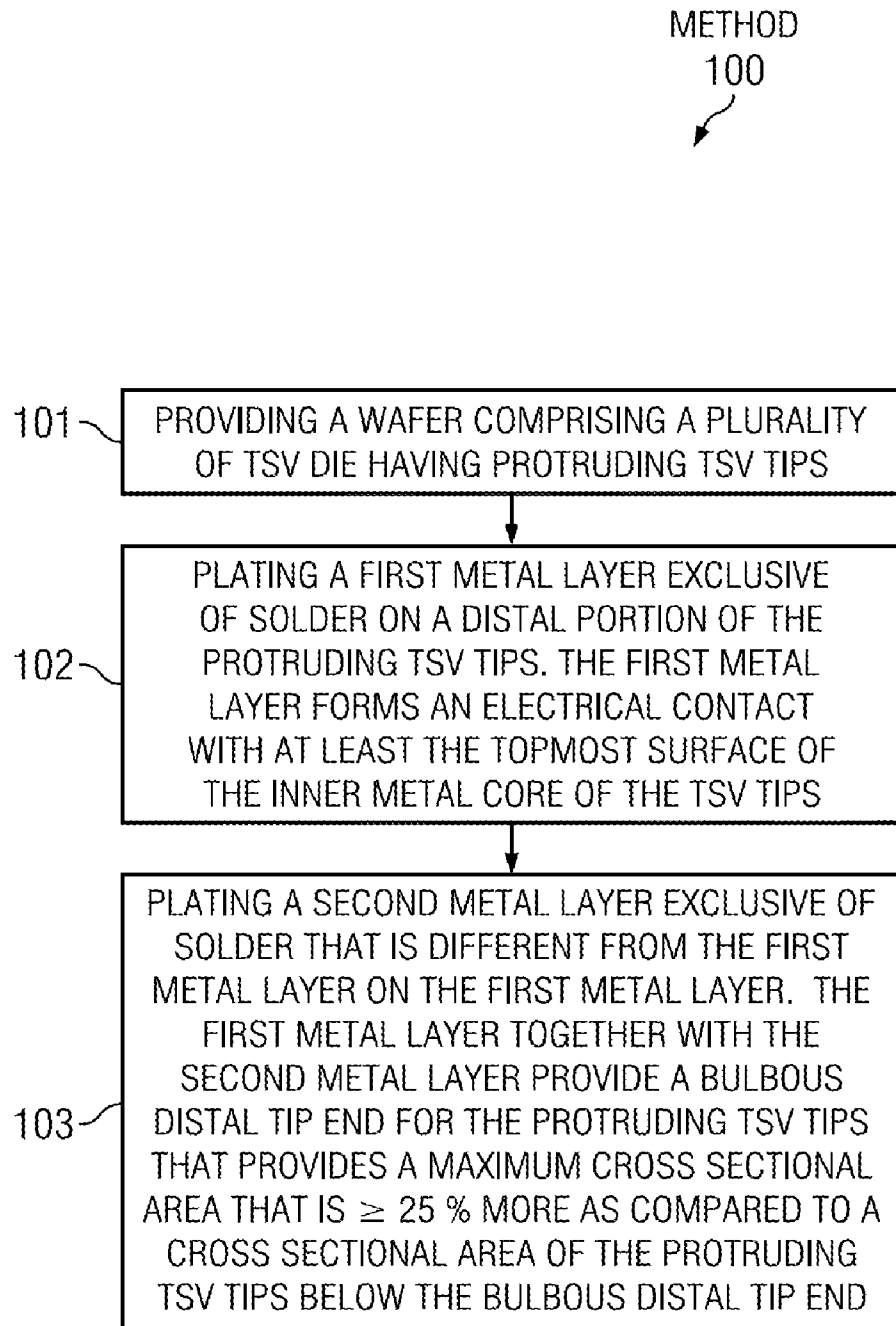 METHOD
100
101
PROVIDING A WAFER COMPRISING A PLURALITY
OF TSV DIE HAVING PROTRUDING TSV TIPS
102
PLATING A FIRST METAL LAYER EXCLUSIVE
OF SOLDER ON A DISTAL PORTION OF THE
PROTRUDING TSV TIPS. THE FIRST METAL
LAYER FORMS AN ELECTRICAL CONTACT
WITH AT LEAST THE TOPMOST SURFACE OF
THE INNER METAL CORE OF THE TSV TIPS
103
PLATING A SECOND METAL LAYER EXCLUSIVE OF
SOLDER THAT IS DIFFERENT FROM THE FIRST
METAL LAYER ON THE FIRST METAL LAYER. THE
FIRST METAL LAYER TOGETHER WITH THE
SECOND METAL LAYER PROVIDE A BULBOUS
DISTAL TIP END FOR THE PROTRUDING TSV TIPS
THAT PROVIDES A MAXIMUM CROSS SECTIONAL
AREA THAT IS ≥ 25 % MORE AS COMPARED TO A
CROSS SECTIONAL AREA OF THE PROTRUDING
TSV TIPS BELOW THE BULBOUS DISTAL TIP END